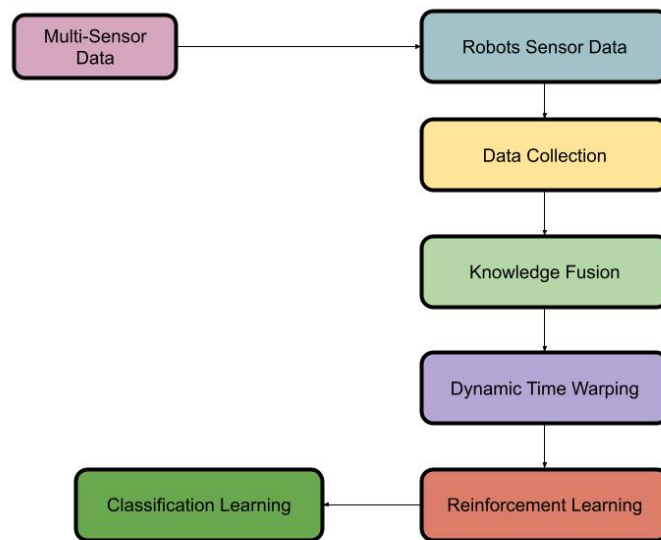 Multi-Sensor
Data
Robots Sensor Data
Data Collection
Knowledge Fusion
Dynamic Time Warping
Reinforcement Learning
Classification Learning